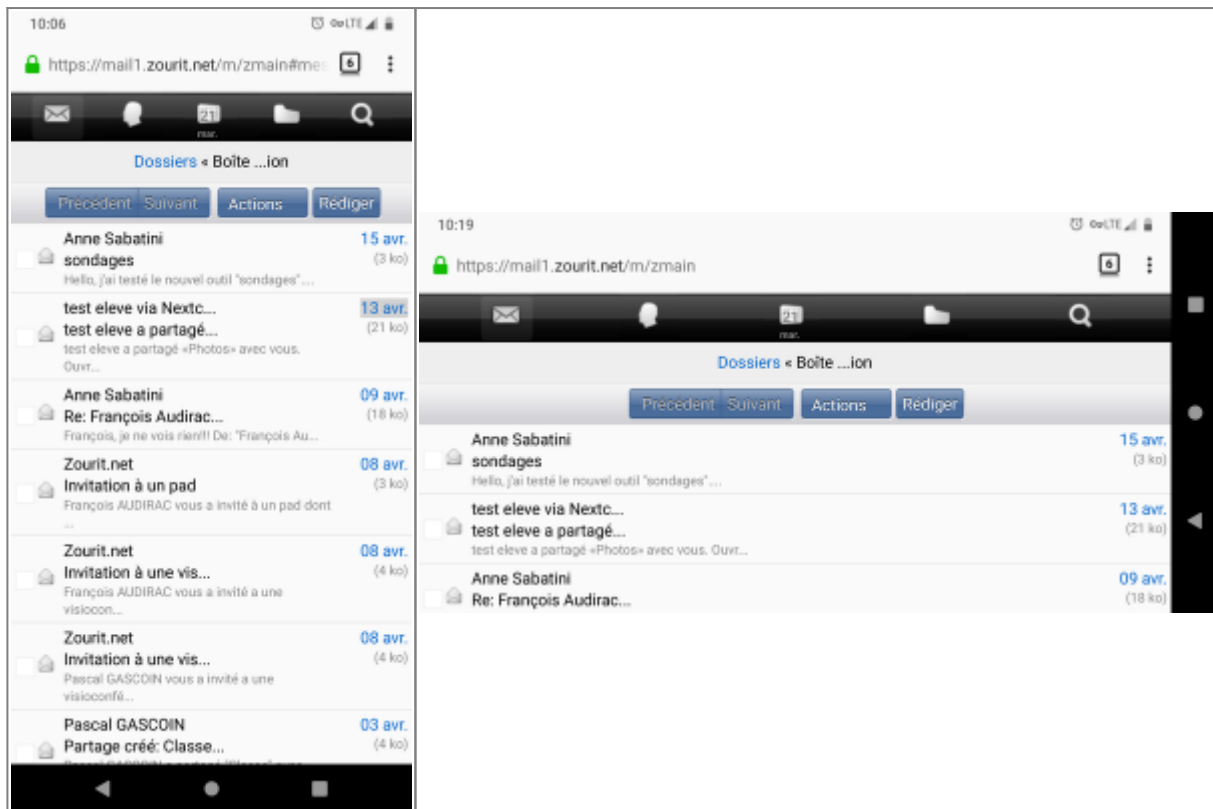 10:06
LTE
https://mail1.zourit.net/m/zmain#me
6
21
mar.
Dossiers « Boîte ...ion
Précédent Suivant Actions Rédiger
Anne Sabatini 15 avr.
sondages (3 ko)
Hello, j'ai testé le nouvel outil "sondages"....
test eleve via Nextc... 13 avr.
test eleve a partagé... (21 ko)
test eleve a partagé «Photos» avec vous.
Ouvr...
Anne Sabatini 09 avr.
Re: François Audirac... (18 ko)
François, je ne vois rien!!! De: "François Au...
Zourit.net 08 avr.
Invitation à un pad (3 ko)
François AUDIRAC vous a invité à un pad dont
...
Zourit.net 08 avr.
Invitation à une vis... (4 ko)
François AUDIRAC vous a invité a une
visiocon...
Zourit.net 08 avr.
Invitation à une vis... (4 ko)
Pascal GASCOIN vous a invité a une
visioconfé...
Pascal GASCOIN 03 avr.
Partage créé: Classe... (4 ko)
10:19
LTE
https://mail1.zourit.net/m/zmain
6
21
mar.
Dossiers « Boîte ...ion
Précédent Suivant Actions Rédiger
Anne Sabatini 15 avr.
sondages (3 ko)
Hello, j'ai testé le nouvel outil "sondages"....
test eleve via Nextc... 13 avr.
test eleve a partagé... (21 ko)
test eleve a partagé «Photos» avec vous. Ouvr...
Anne Sabatini 09 avr.
Re: François Audirac... (18 ko)